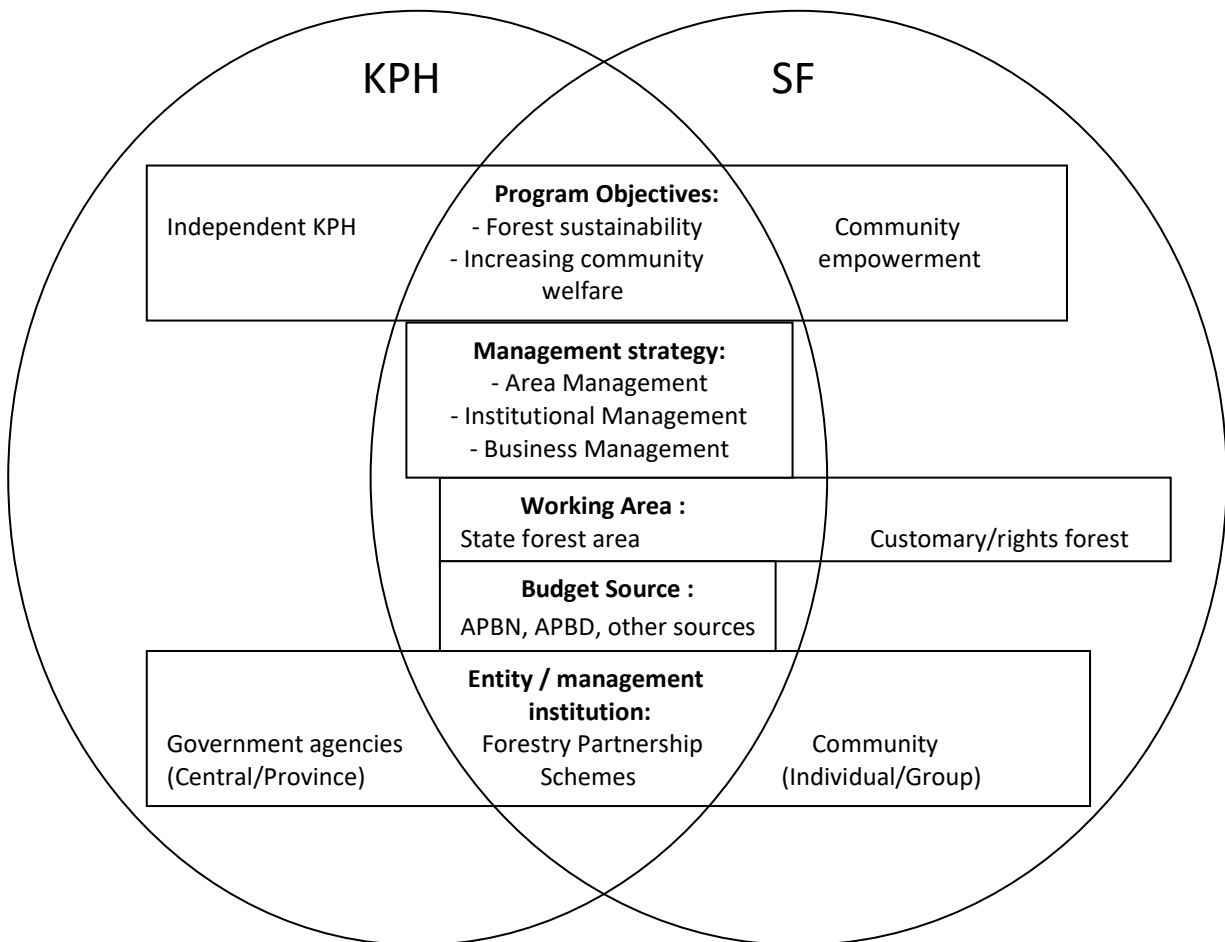 KPH
SF
Program Objectives:
Independent KPH
- Forest sustainability
- Increasing community
welfare
Community
empowerment
Management strategy:
- Area Management
- Institutional Management
- Business Management
Working Area :
State forest area
Customary/rights forest
Budget Source :
APBN, APBD, other sources
Entity / management
institution:
Government agencies
(Central/Province)
Forestry Partnership
Schemes
Community
(Individual/Group)